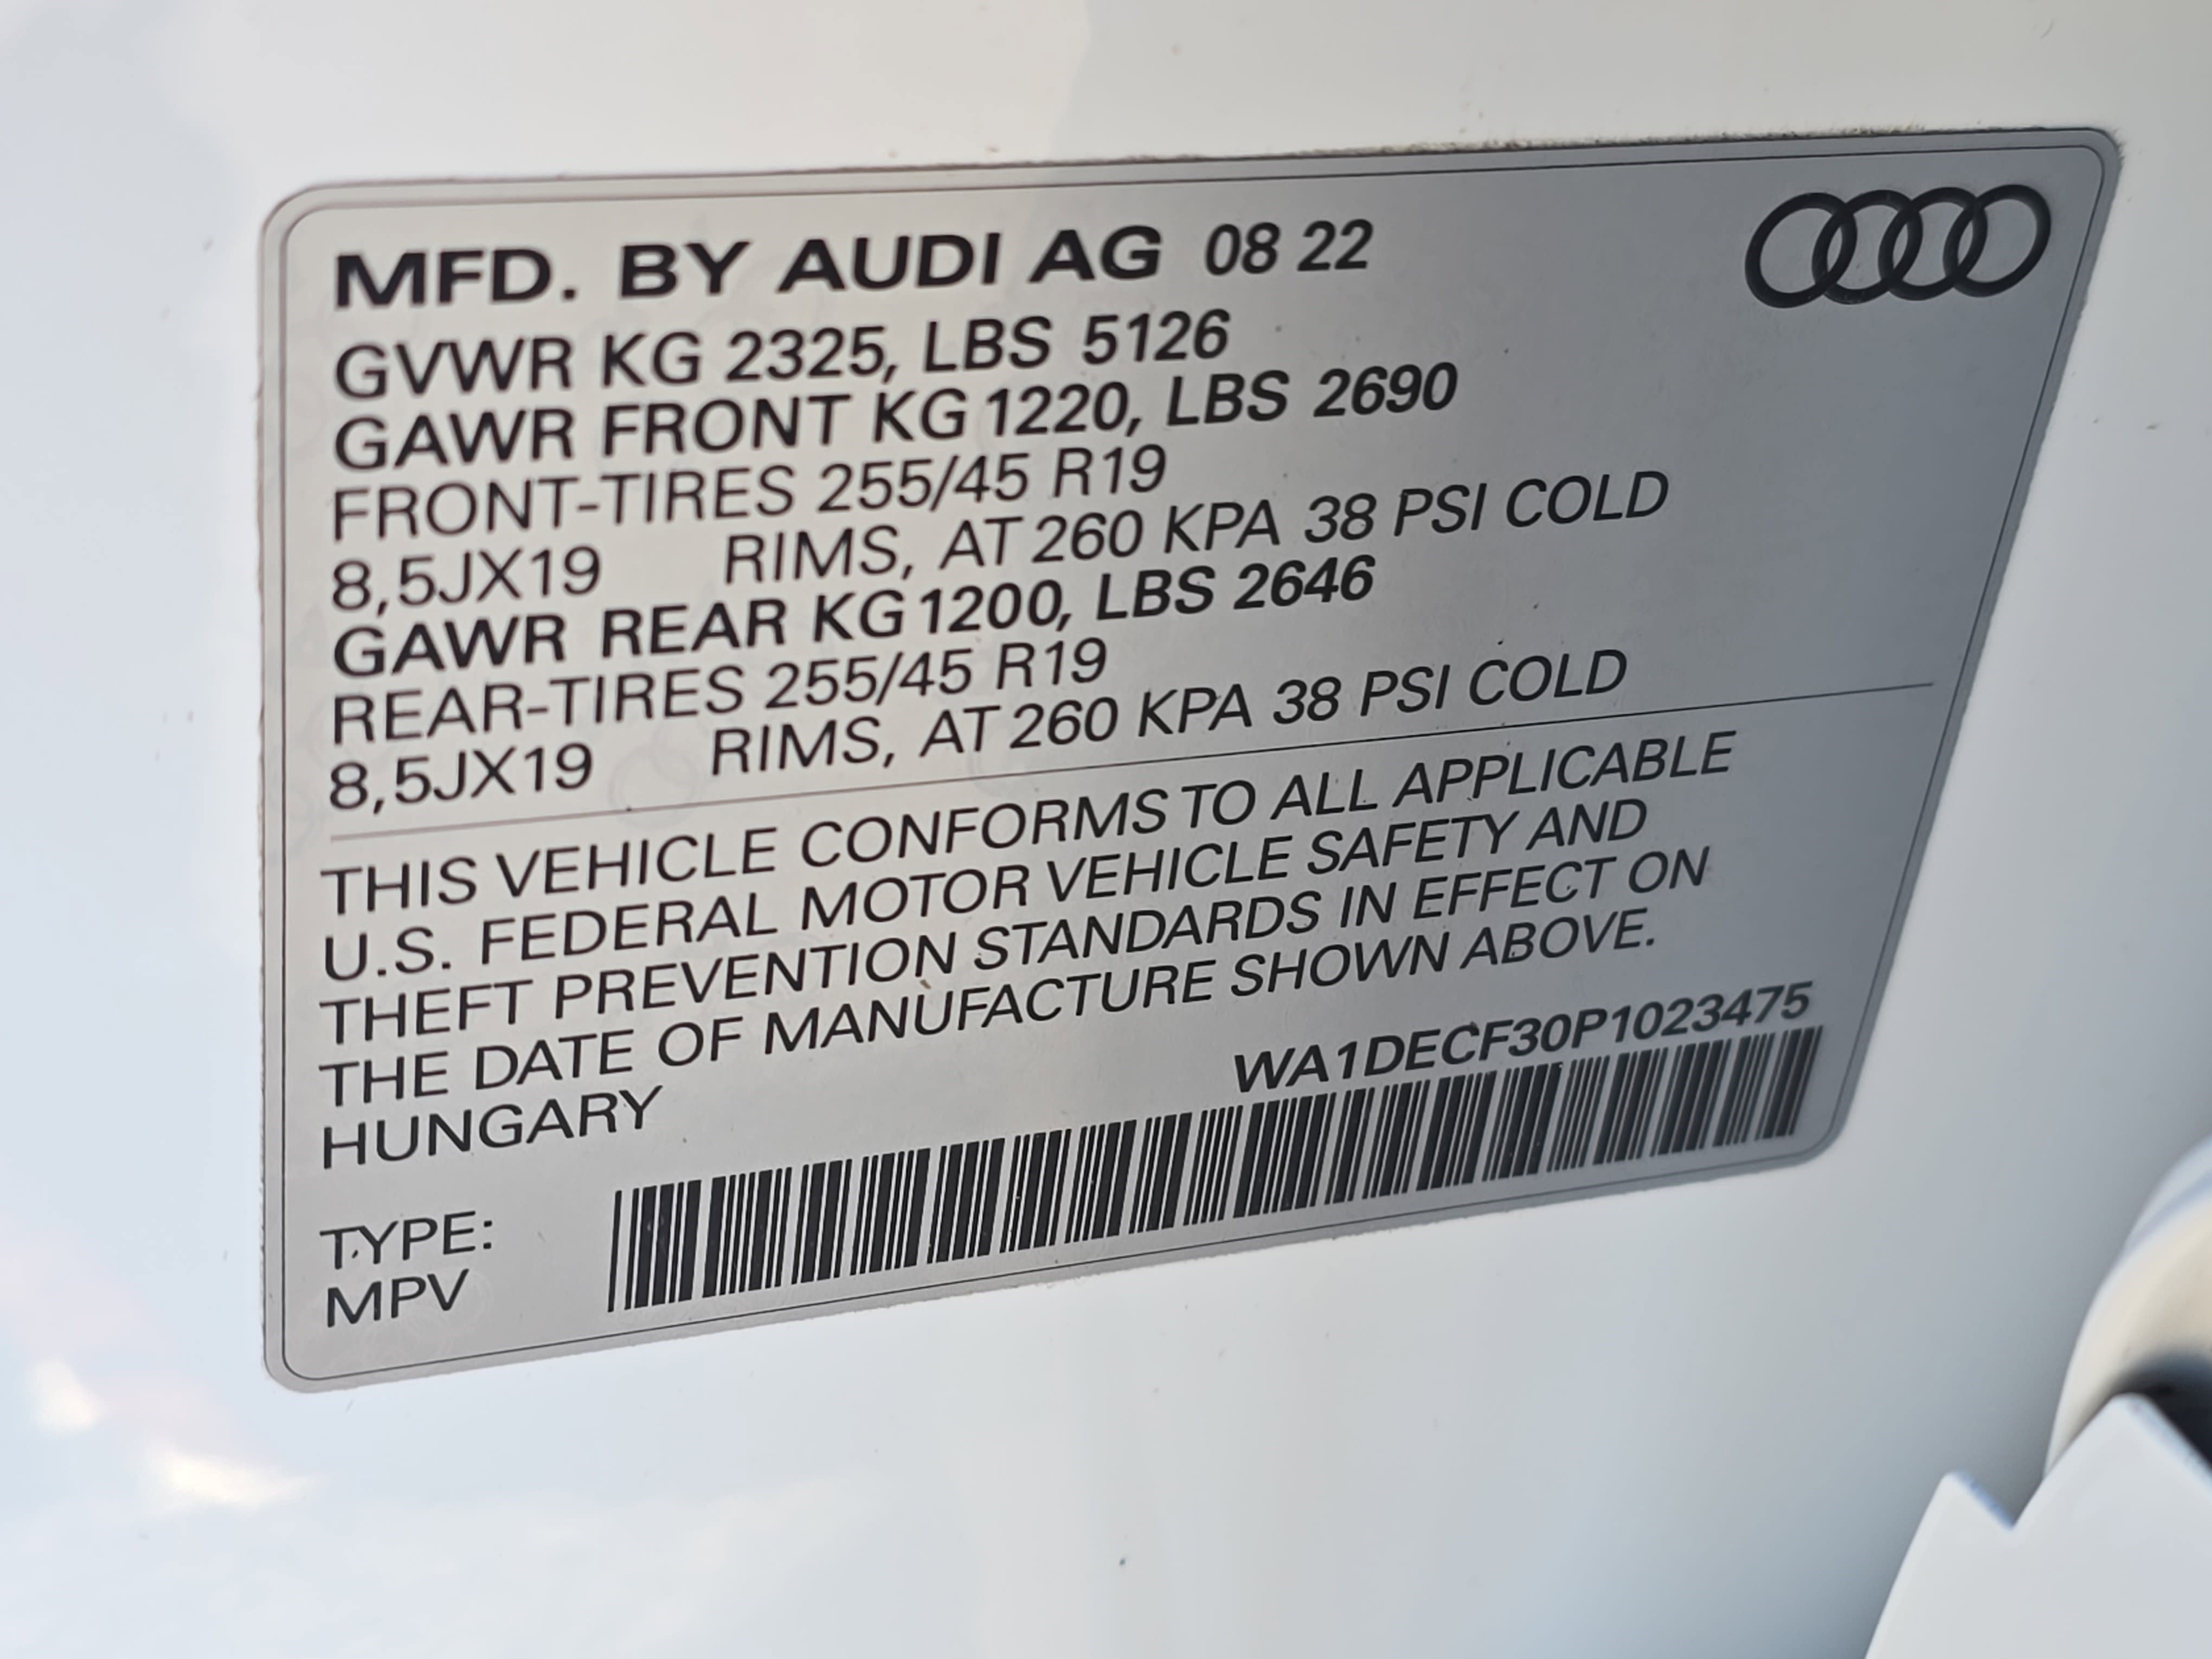 MFD. BY AUDI AG 08 22
GVWR KG 2325, LBS 5126
GAWR FRONT KG 1220, LBS 2690
FRONT-TIRES 255/45 R19
8,5JX19 RIMS, AT 260 KPA 38 PSI COLD
GAWR REAR KG 1200, LBS 2646
REAR-TIRES 255/45 R19
8,5JX19 RIMS, AT 260 KPA 38 PSI COLD
THIS VEHICLE CONFORMS TO ALL APPLICABLE
U.S. FEDERAL MOTOR VEHICLE SAFETY AND
THEFT PREVENTION STANDARDS IN EFFECT ON
THE DATE OF MANUFACTURE SHOWN ABOVE.
HUNGARY
WA1DECF30P1023475
TYPE:
MPV